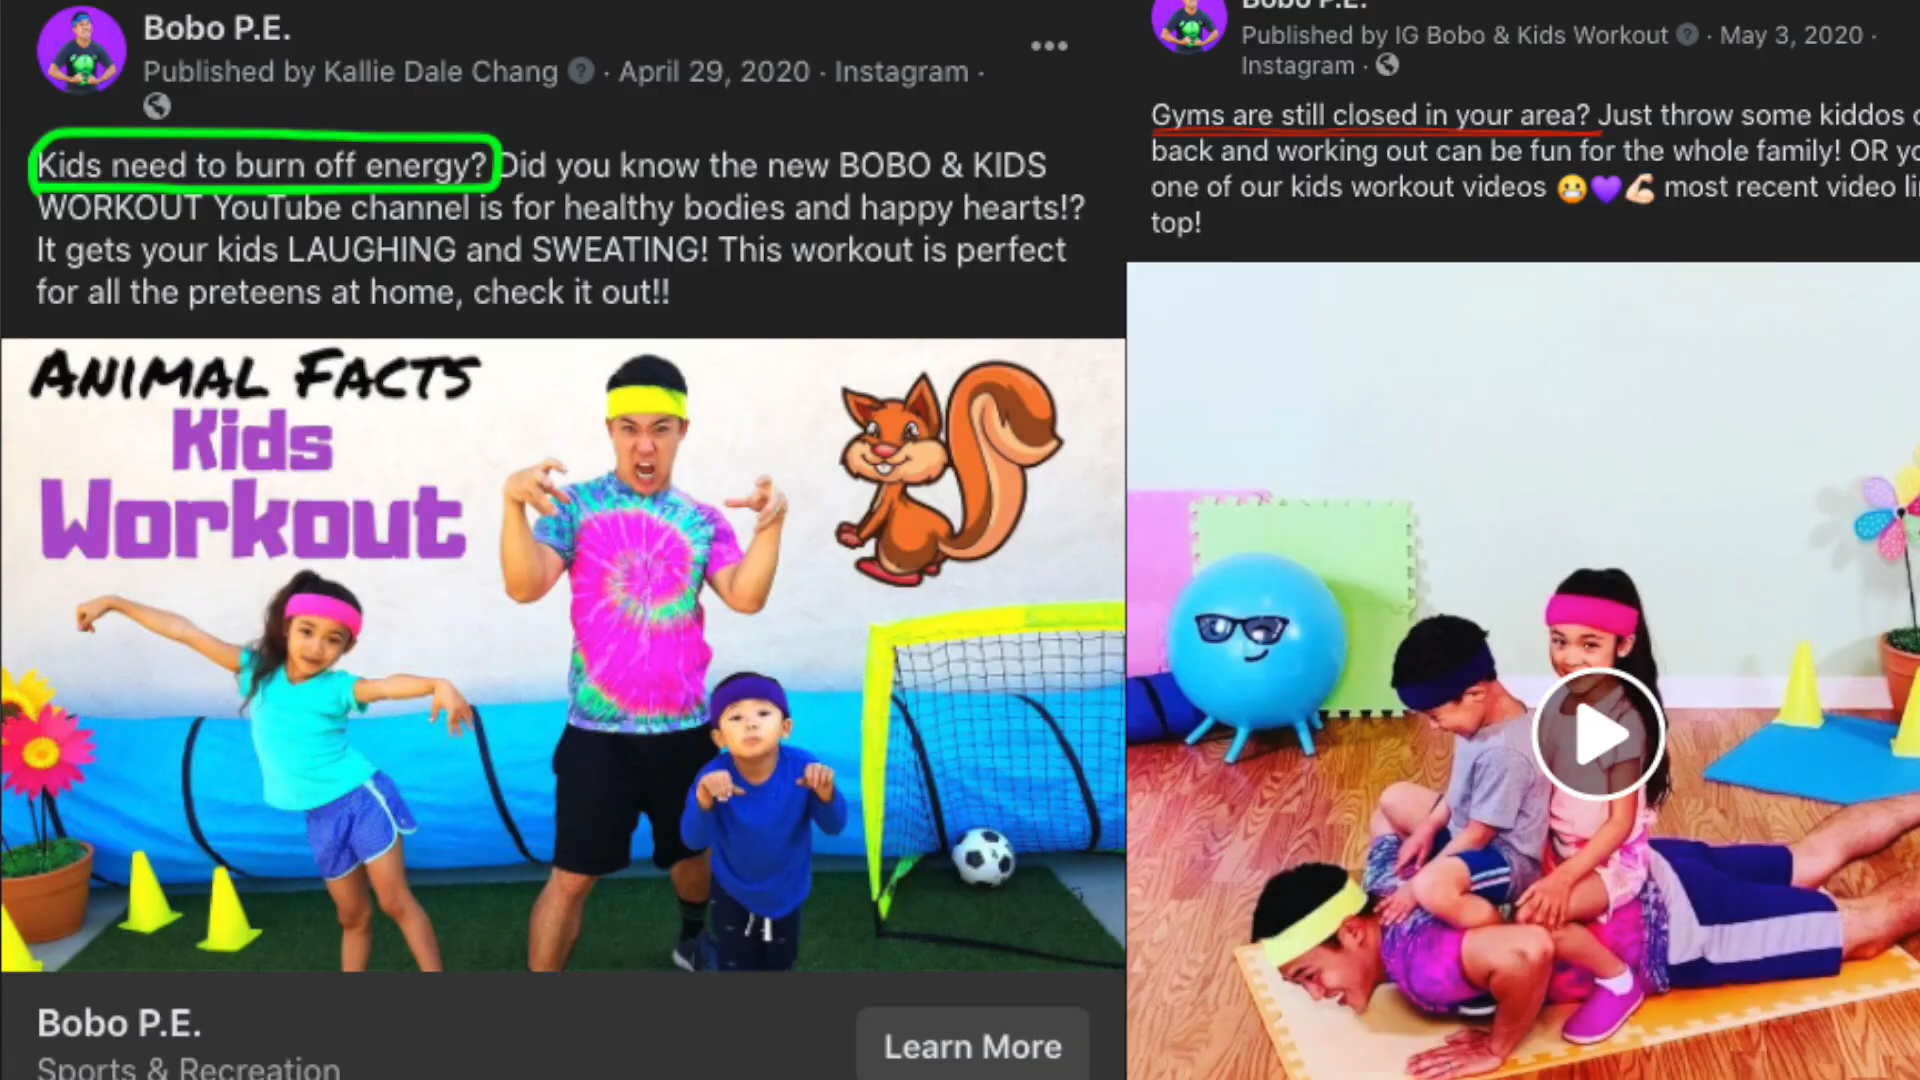 Bobo P.E.
Published by Kallie Dale Chang · April 29, 2020 · Instagram ·
Kids need to burn off energy? Did you know the new BOBO & KIDS
WORKOUT YouTube channel is for healthy bodies and happy hearts!?
It gets your kids LAUGHING and SWEATING! This workout is perfect
for all the preteens at home, check it out!!
ANIMAL FACTS
Kids
Workout
Bobo P.E.
Sports & Recreation
Learn More
Bobo P.E.
Published by IG Bobo & Kids Workout · May 3, 2020 ·
Instagram ·
Gyms are still closed in your area? Just throw some kiddos
back and working out can be fun for the whole family! OR
one of our kids workout videos 😬💜💪🏻 most recent video
top!